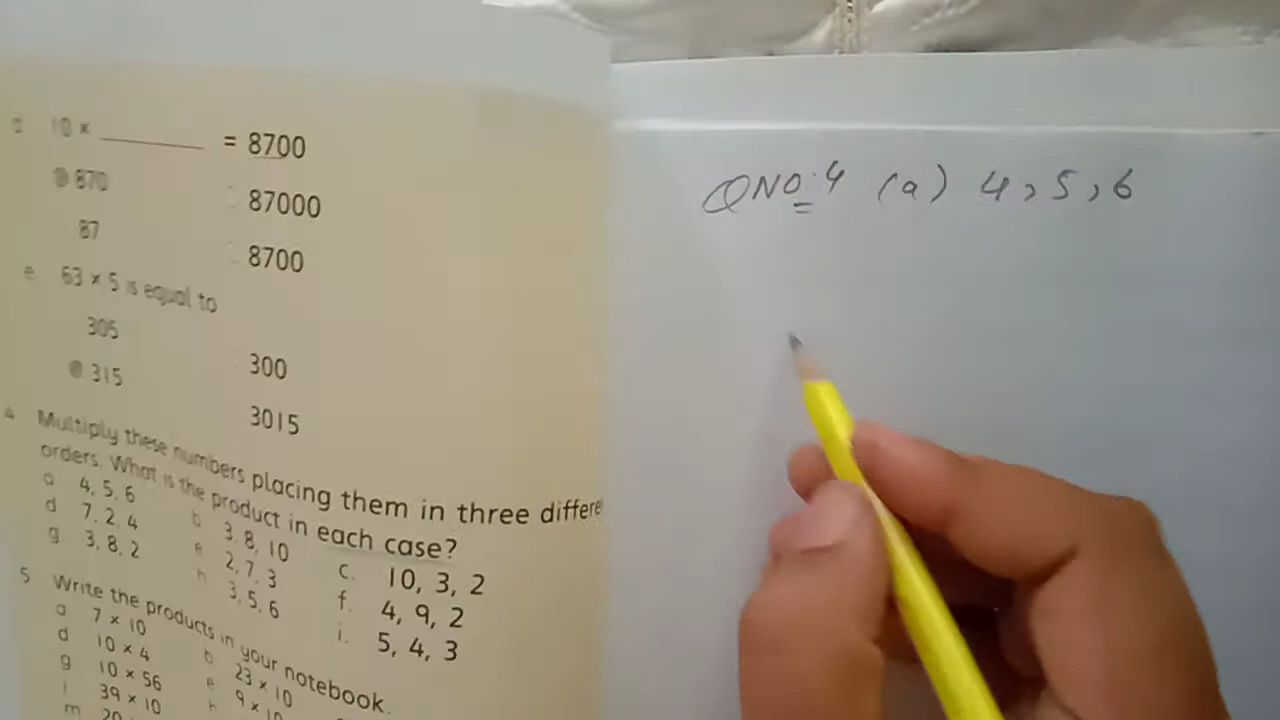 10 × ______ = 8700
870 87000
87 8700
e 63 × 5 is equal to
305 300
315 3015
4 Multiply these numbers placing them in three differe
orders. What is the product in each case?
a 4, 5, 6 b 3, 8, 10 c. 10, 3, 2
d 7, 2, 4 e 2, 7, 3 f. 4, 9, 2
g. 3, 8, 2 h 3, 5, 6 i. 5, 4, 3
5 Write the products in your notebook.
a 7 × 10 b 23 × 10
d 10 × 4 e 9 × 10
g 10 × 56 h
39 × 10
m 20
QNO.4 (a) 4,5,6